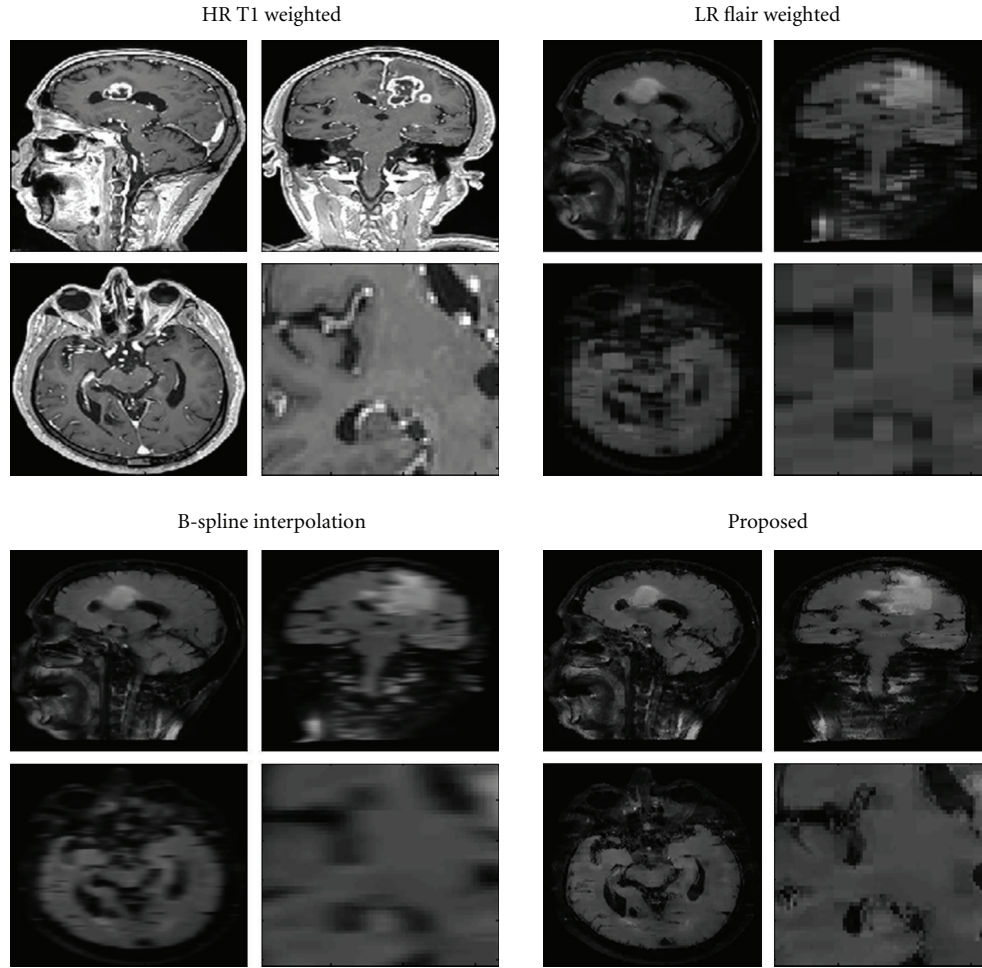 HR T1 weighted
LR flair weighted
B-spline interpolation
Proposed